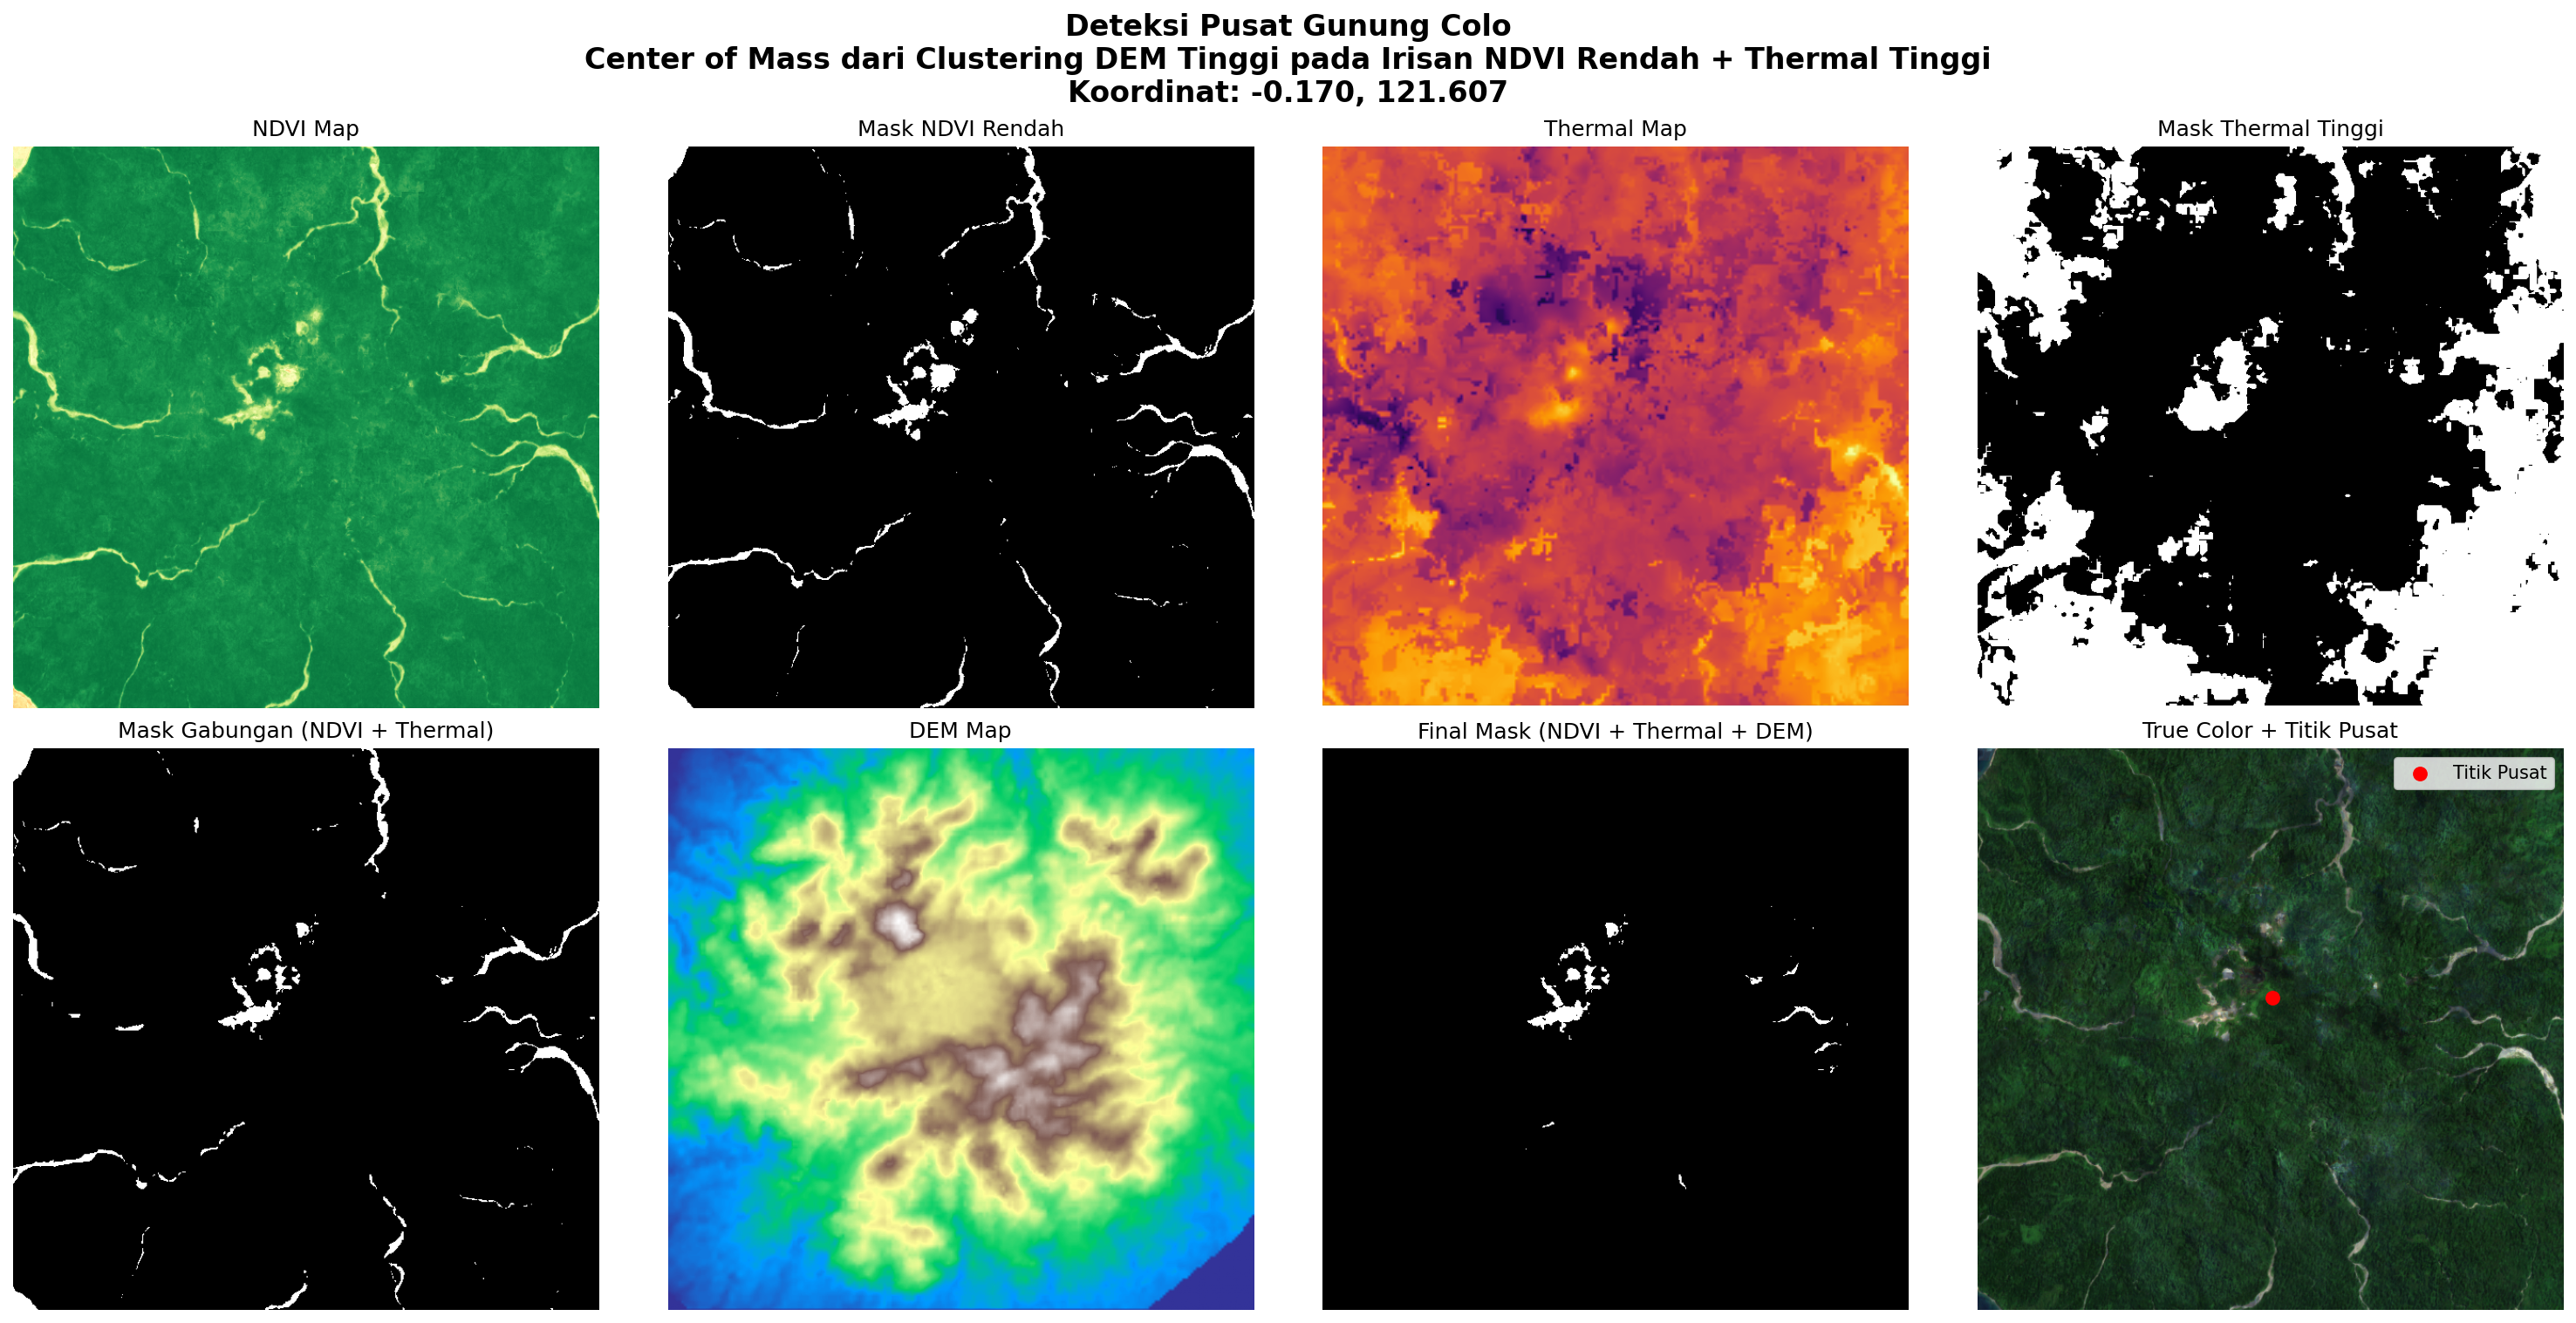 Deteksi Pusat Gunung Colo
Center of Mass dari Clustering DEM Tinggi pada Irisan NDVI Rendah + Thermal Tinggi
Koordinat: -0.170, 121.607
NDVI Map
Mask NDVI Rendah
Thermal Map
Mask Thermal Tinggi
Mask Gabungan (NDVI + Thermal)
DEM Map
Final Mask (NDVI + Thermal + DEM)
True Color + Titik Pusat
Titik Pusat